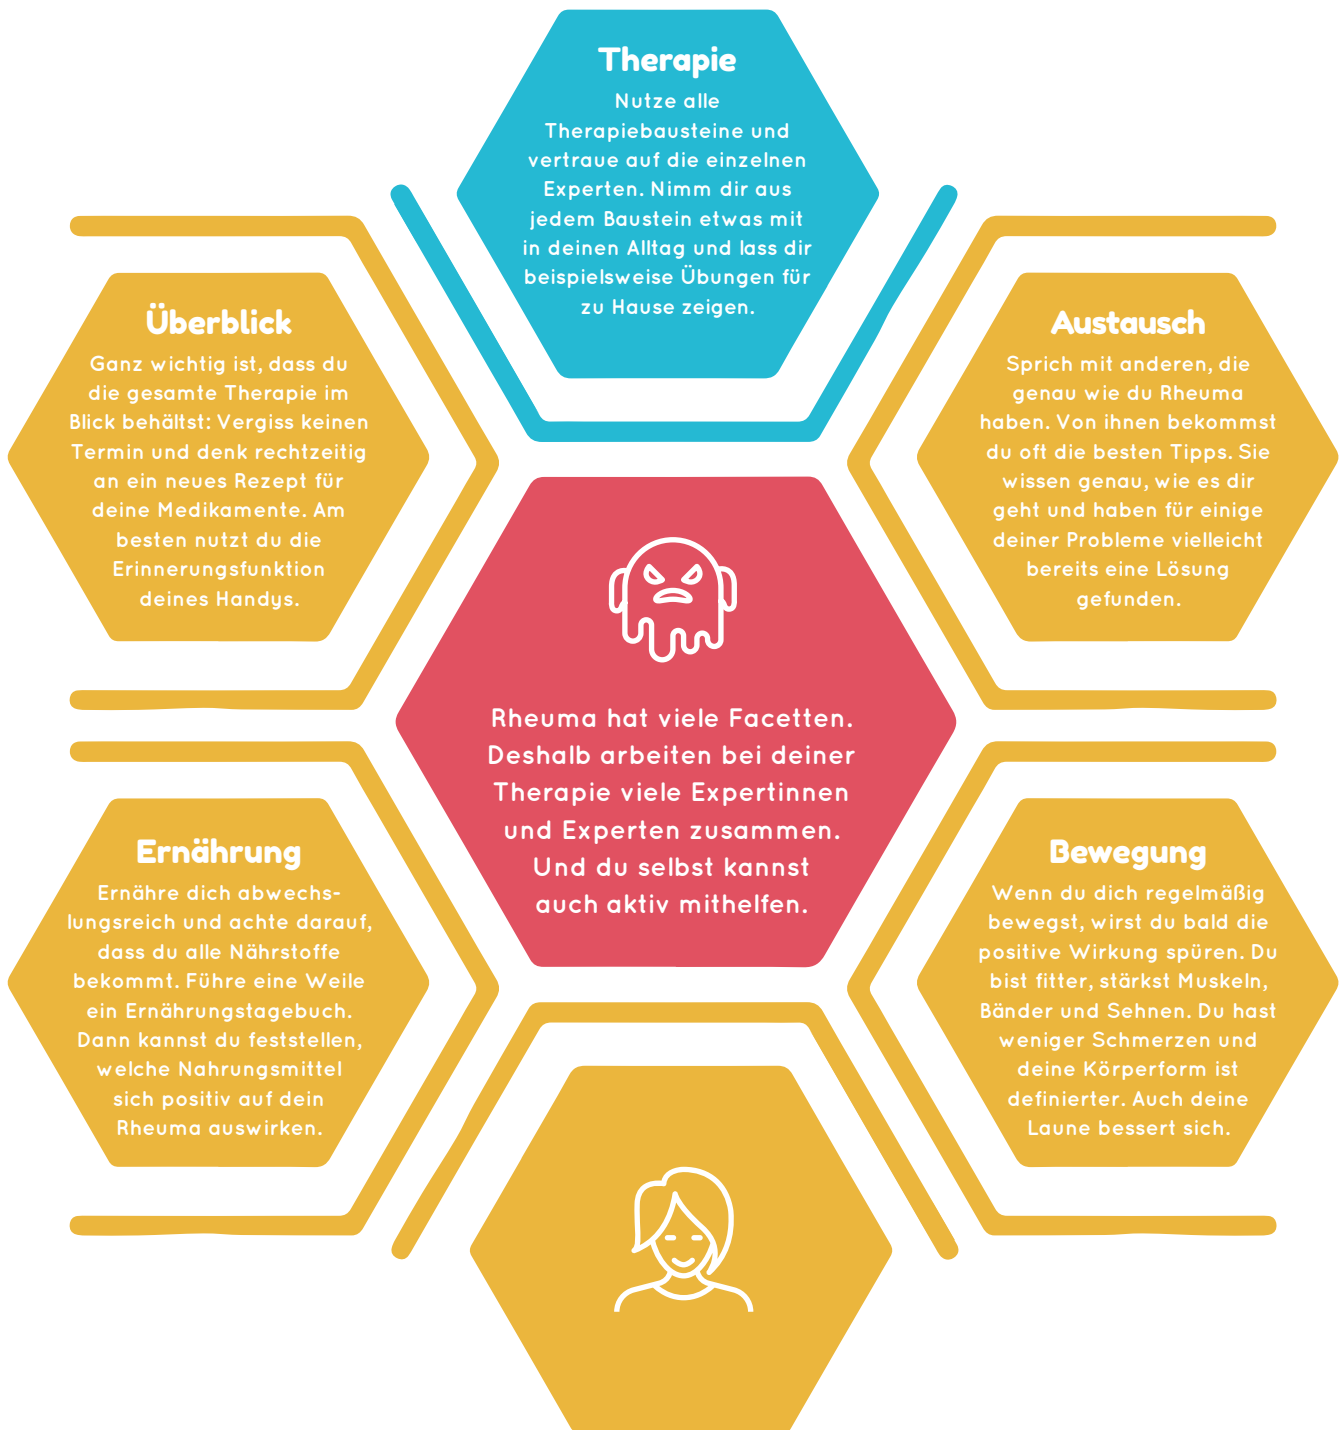 Therapie
Nutze alle
Therapiebausteine und
vertraue auf die einzelnen
Experten. Nimm dir aus
jedem Baustein etwas mit
in deinen Alltag und lass dir
beispielsweise Übungen für
zu Hause zeigen.
Überblick
Ganz wichtig ist, dass du
die gesamte Therapie im
Blick behältst: Vergiss keinen
Termin und denk rechtzeitig
an ein neues Rezept für
deine Medikamente. Am
besten nutzt du die
Erinnerungsfunktion
deines Handys.
Austausch
Sprich mit anderen, die
genau wie du Rheuma
haben. Von ihnen bekommst
du oft die besten Tipps. Sie
wissen genau, wie es dir
geht und haben für einige
deiner Probleme vielleicht
bereits eine Lösung
gefunden.
Rheuma hat viele Facetten.
Deshalb arbeiten bei deiner
Therapie viele Expertinnen
und Experten zusammen.
Und du selbst kannst
auch aktiv mithelfen.
Ernährung
Ernähre dich abwechs-
lungsreich und achte darauf,
dass du alle Nährstoffe
bekommt. Führe eine Weile
ein Ernährungstagebuch.
Dann kannst du feststellen,
welche Nahrungsmittel
sich positiv auf dein
Rheuma auswirken.
Bewegung
Wenn du dich regelmäßig
bewegst, wirst du bald die
positive Wirkung spüren. Du
bist fitter, stärkst Muskeln,
Bänder und Sehnen. Du hast
weniger Schmerzen und
deine Körperform ist
definierter. Auch deine
Laune bessert sich.